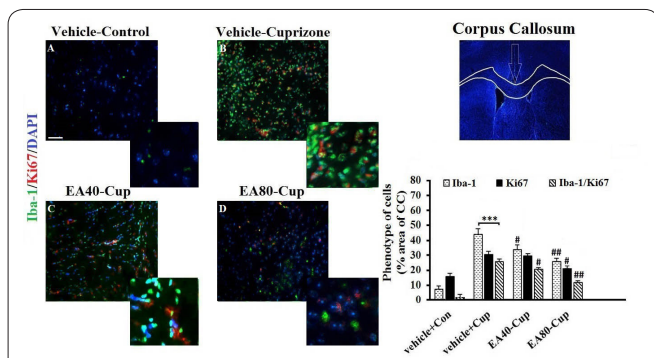 Vehicle-Control
Vehicle-Cuprizone
Corpus Callosum
A
B
Iba-1/Ki67/DAPI
EA40-Cup
EA80-Cup
C
D
Iba-1
Ki67
Iba-1/Ki67
Phenotype of cells
(% area of CC)
80
70
60
50
40
30
20
10
0
***
#
#
##
#
##
vehicle+Con
vehicle+Cup
EA40-Cup
EA80-Cup